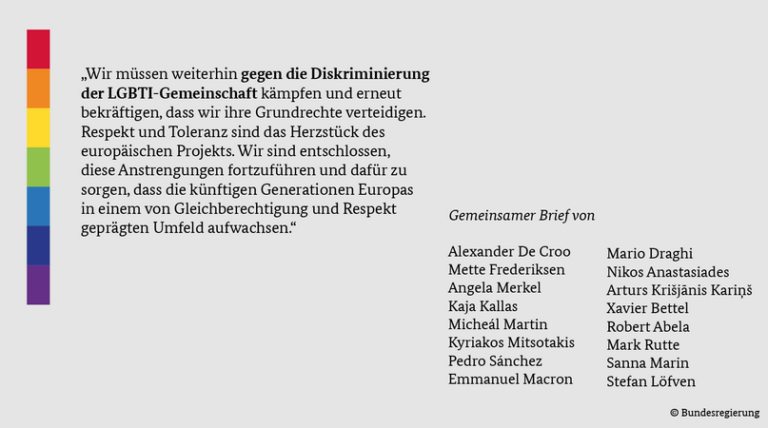 „Wir müssen weiterhin gegen die Diskriminierung
der LGBTI-Gemeinschaft kämpfen und erneut
bekräftigen, dass wir ihre Grundrechte verteidigen.
Respekt und Toleranz sind das Herzstück des
europäischen Projekts. Wir sind entschlossen,
diese Anstrengungen fortzuführen und dafür zu
sorgen, dass die künftigen Generationen Europas
in einem von Gleichberechtigung und Respekt
geprägten Umfeld aufwachsen.“
Gemeinsamer Brief von
Alexander De Croo
Mette Frederiksen
Angela Merkel
Kaja Kallas
Micheál Martin
Kyriakos Mitsotakis
Pedro Sánchez
Emmanuel Macron
Mario Draghi
Nikos Anastasiades
Arturs Krišjānis Kariņš
Xavier Bettel
Robert Abela
Mark Rutte
Sanna Marin
Stefan Löfven
© Bundesregierung